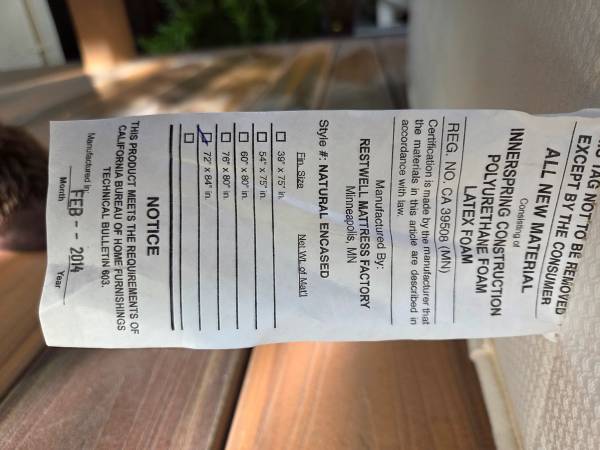 TAG NOT TO BE REMOVED
EXCEPT BY THE CONSUMER
ALL NEW MATERIAL
Consisting of
INNERSPRING CONSTRUCTION
POLYURETHANE FOAM
LATEX FOAM
REG. NO. CA 39508 (MN)
Certification is made by the manufacturer that
the materials in this article are described in
accordance with law.
Manufactured By:
RESTWELL MATTRESS FACTORY
Minneapolis, MN
Style #: NATURAL ENCASED
Fin. Size Net Wt. of Mat'l
39" x 75" in.
54" x 75" in.
60" x 80" in.
76" x 80" in.
72" x 84" in.
NOTICE
THIS PRODUCT MEETS THE REQUIREMENTS OF
CALIFORNIA BUREAU OF HOME FURNISHINGS
TECHNICAL BULLETIN 603.
Manufactured in: FEB - - 2014
Month Year